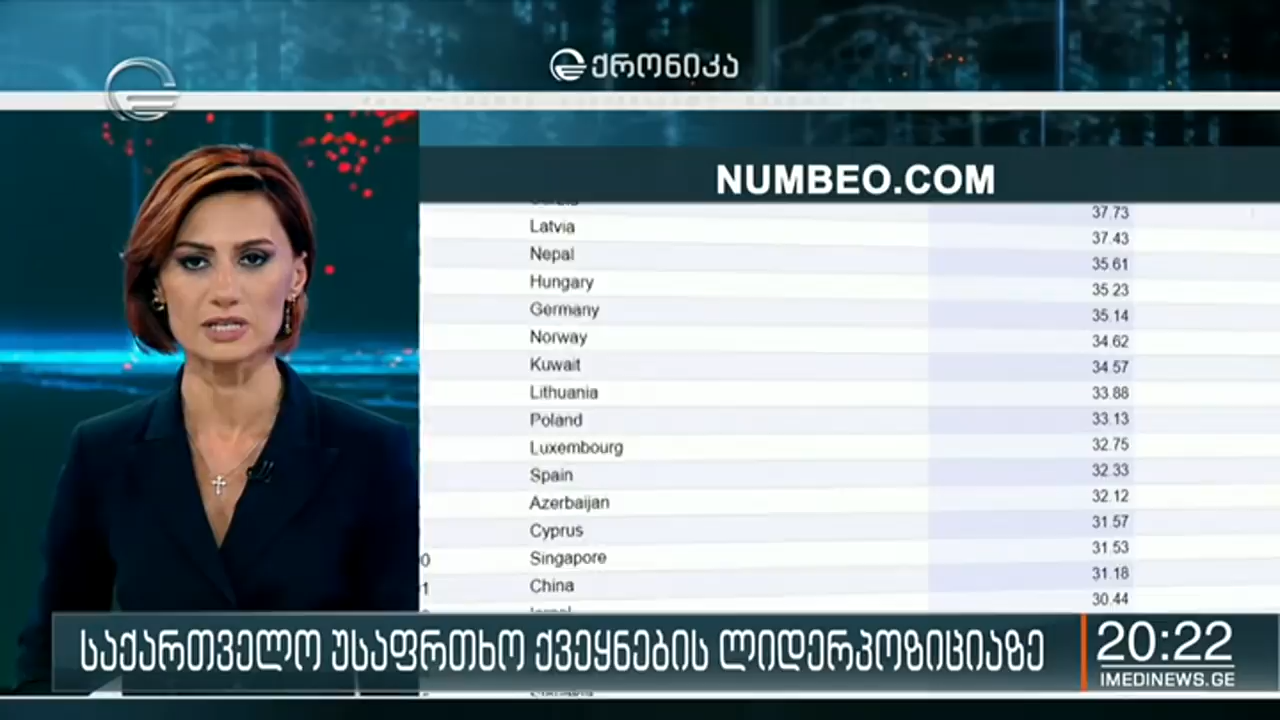 ქრონიკა
NUMBEO.COM
37.73
Latvia 37.43
Nepal 35.61
Hungary 35.23
Germany 35.14
Norway 34.62
Kuwait 34.57
Lithuania 33.88
Poland 33.13
Luxembourg 32.75
Spain 32.33
Azerbaijan 32.12
Cyprus 31.57
Singapore 31.53
China 31.18
30.44
საქართველო უსაფრთხო ქვეყნების ლიდერპოზიციაზე
20:22
IMEDINEWS.GE